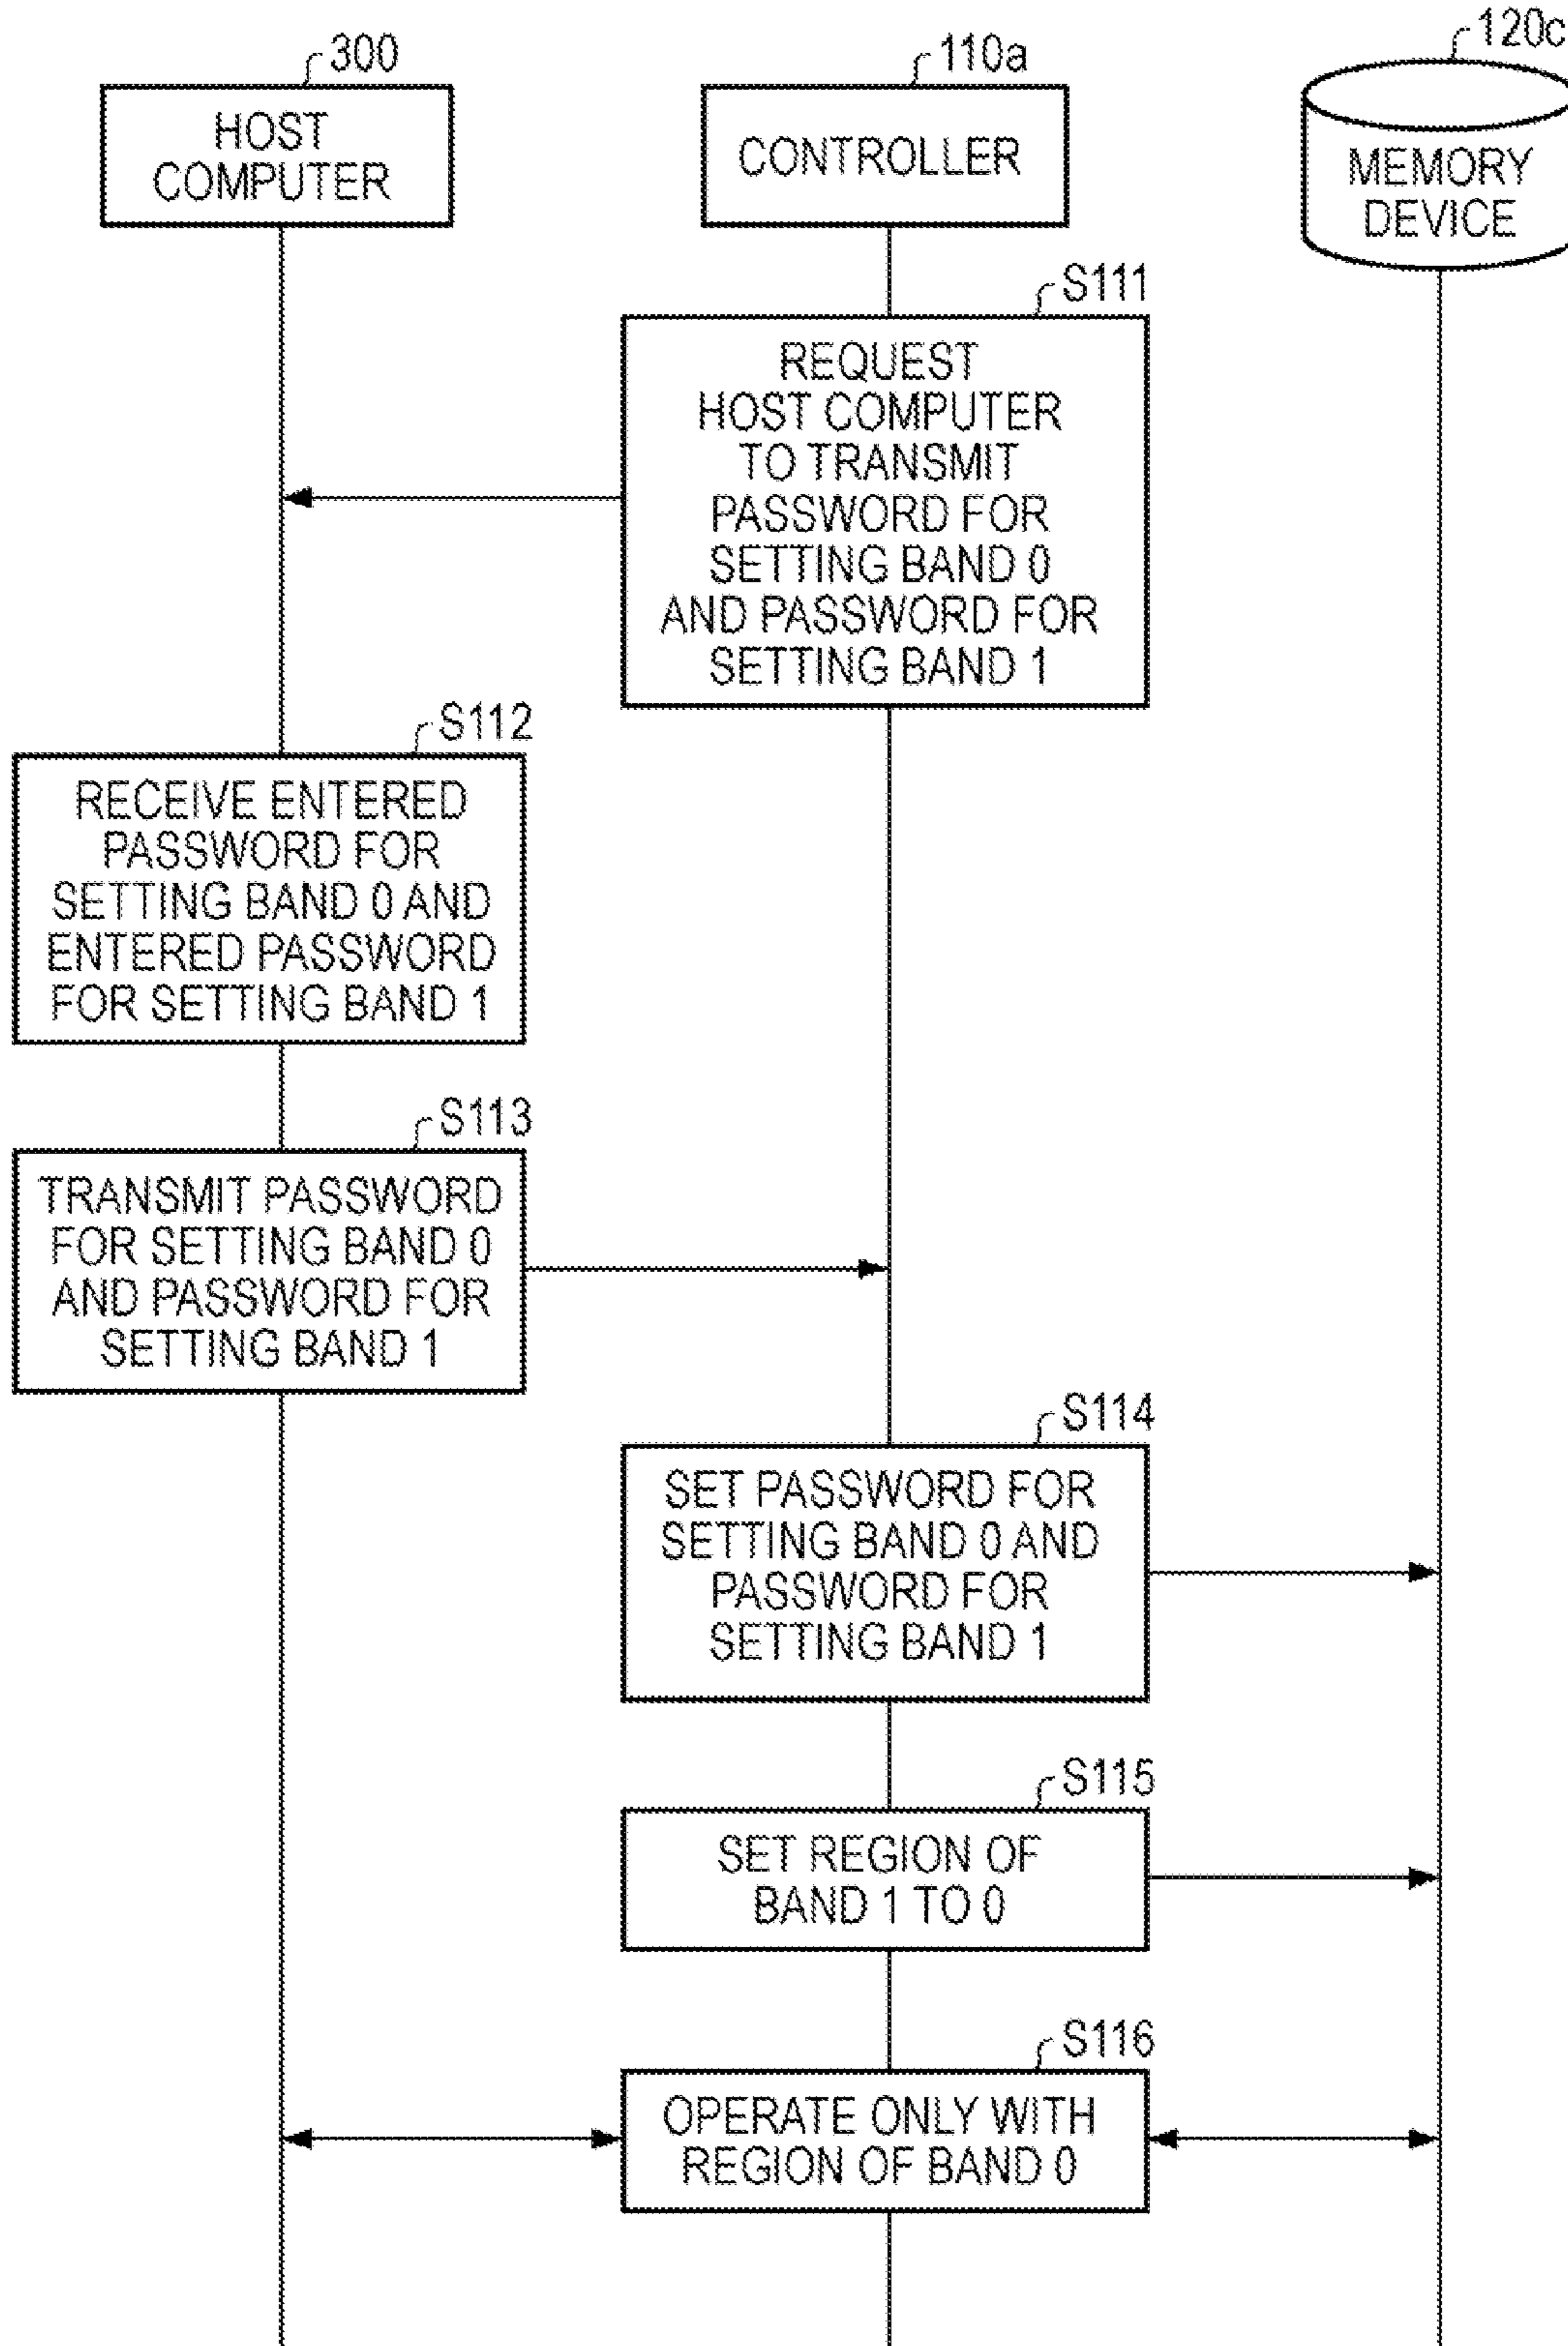 300
HOST
COMPUTER
110a
CONTROLLER
120c
MEMORY
DEVICE
S111
REQUEST
HOST COMPUTER
TO TRANSMIT
PASSWORD FOR
SETTING BAND 0
AND PASSWORD FOR
SETTING BAND 1
S112
RECEIVE ENTERED
PASSWORD FOR
SETTING BAND 0 AND
ENTERED PASSWORD
FOR SETTING BAND 1
S113
TRANSMIT PASSWORD
FOR SETTING BAND 0
AND PASSWORD FOR
SETTING BAND 1
S114
SET PASSWORD FOR
SETTING BAND 0 AND
PASSWORD FOR
SETTING BAND 1
S115
SET REGION OF
BAND 1 TO 0
S116
OPERATE ONLY WITH
REGION OF BAND 0